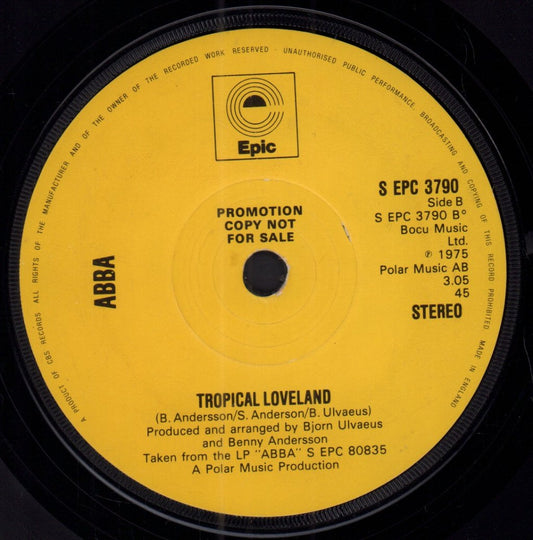 A PRODUCT OF CBS RECORDS ALL RIGHTS OF THE MANUFACTURER AND OF THE OWNER OF THE RECORDED WORK RESERVED · UNAUTHORISED PUBLIC PERFORMANCE, BROADCASTING AND COPYING OF THIS RECORD PROHIBITED MADE IN ENGLAND
Epic
S EPC 3790
Side B
S EPC 3790 B°
Bocu Music
Ltd.
℗ 1975
Polar Music AB
3.05
45
STEREO
PROMOTION
COPY NOT
FOR SALE
ABBA
TROPICAL LOVELAND
(B. Andersson/S. Anderson/B. Ulvaeus)
Produced and arranged by Bjorn Ulvaeus
and Benny Andersson
Taken from the LP "ABBA" S EPC 80835
A Polar Music Production